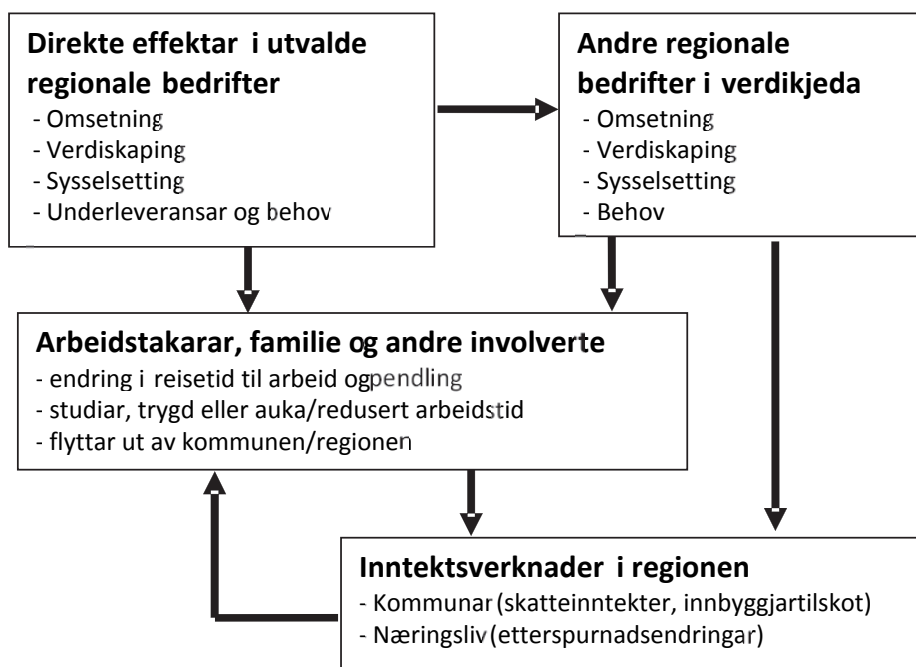 Direkte effektar i utvalde
regionale bedrifter
- Omsetning
- Verdiskaping
- Sysselsetting
- Underleveransar og behov
-
Andre regionale
bedrifter i verdikjeda
- Omsetning
- Verdiskaping
- Sysselsetting
- Behov
-
Arbeidstakarar, familie og andre involverte
- endring i reisetid til arbeid ogpendling
- studiar, trygd eller auka/redusert arbeidstid
- flyttar ut av kommunen/regionen
Inntektsverknader i regionen
- Kommunar (skatteinntekter, innbyggjartilskot)
- Næringsliv (etterspurnadsendringar)